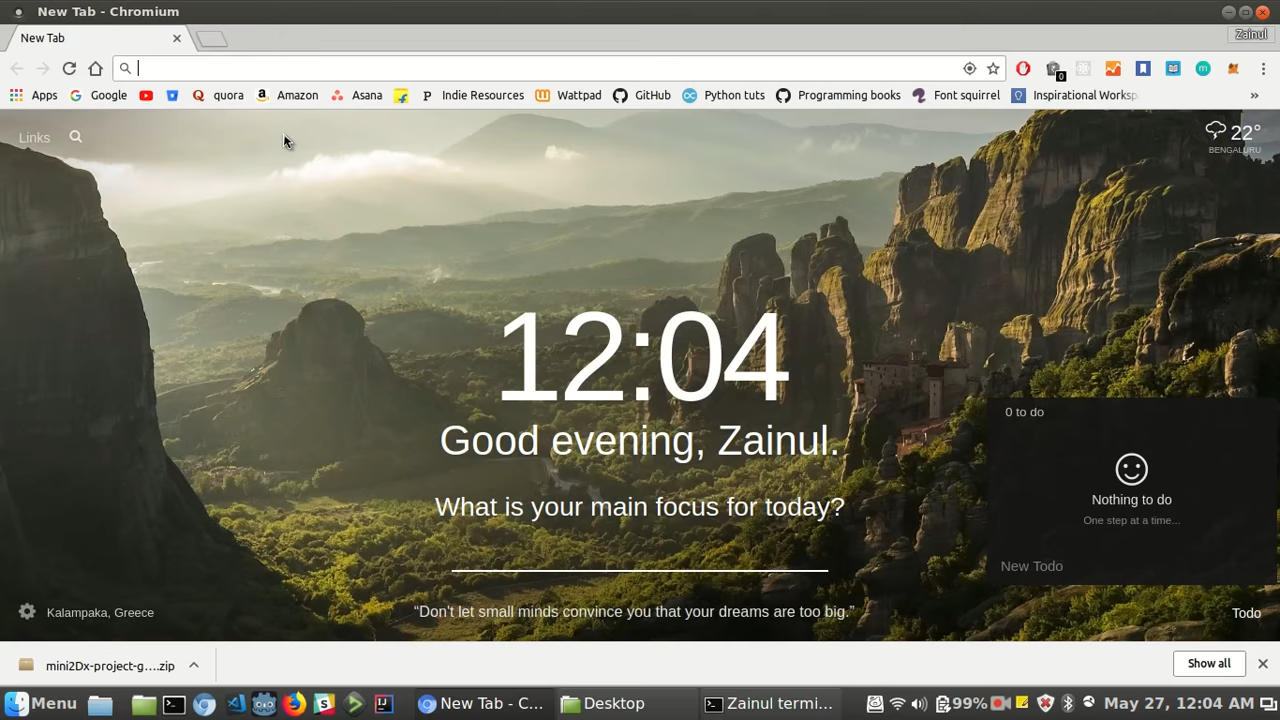 New Tab - Chromium
New Tab
Zainul
0
Apps
Google
quora
Amazon
Asana
Indie Resources
Wattpad
GitHub
Python tuts
Programming books
Font squirrel
Inspirational Worksp
»
Links
22°
BENGALURU
12:04
Good evening, Zainul.
What is your main focus for today?
0 to do
Nothing to do
One step at a time...
New Todo
Kalampaka, Greece
“Don't let small minds convince you that your dreams are too big.”
Todo
mini2Dx-project-g....zip
Show all
Menu
New Tab - C...
Desktop
Zainul termi...
99%
May 27, 12:04 AM